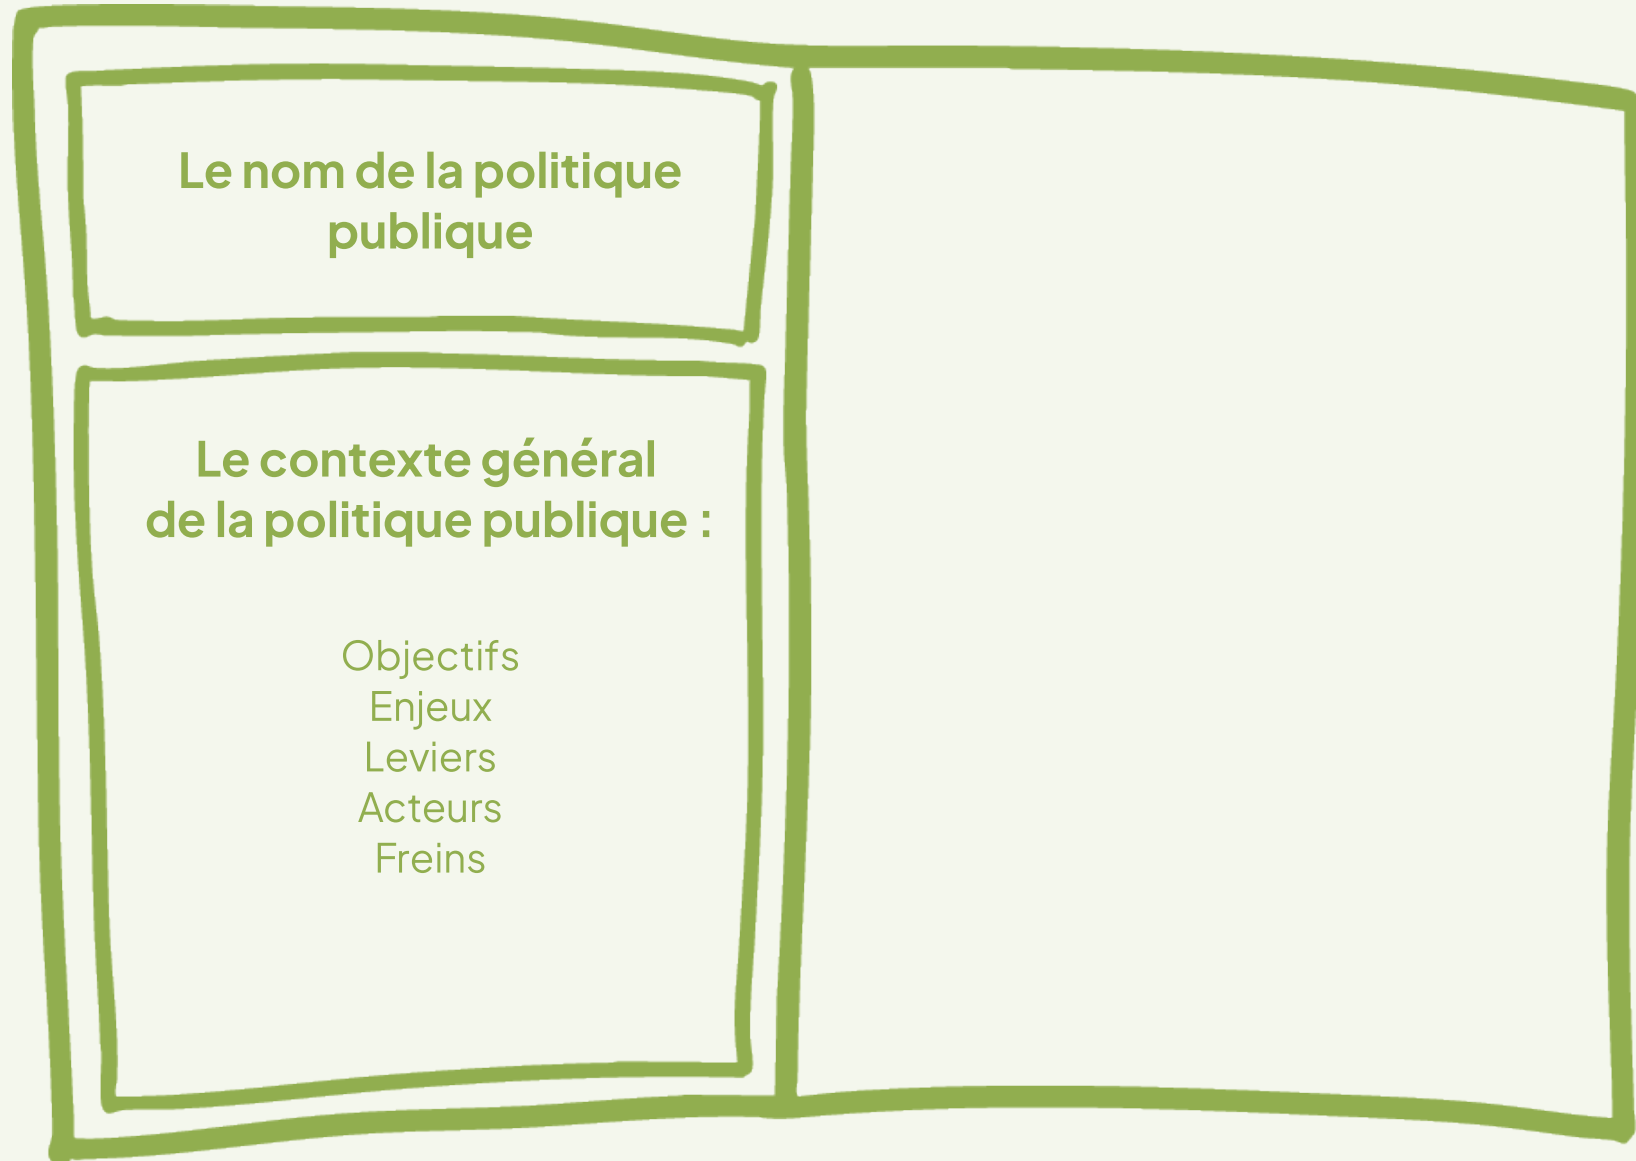 Le nom de la politique
publique
Le contexte général
de la politique publique :
Objectifs
Enjeux
Leviers
Acteurs
Freins